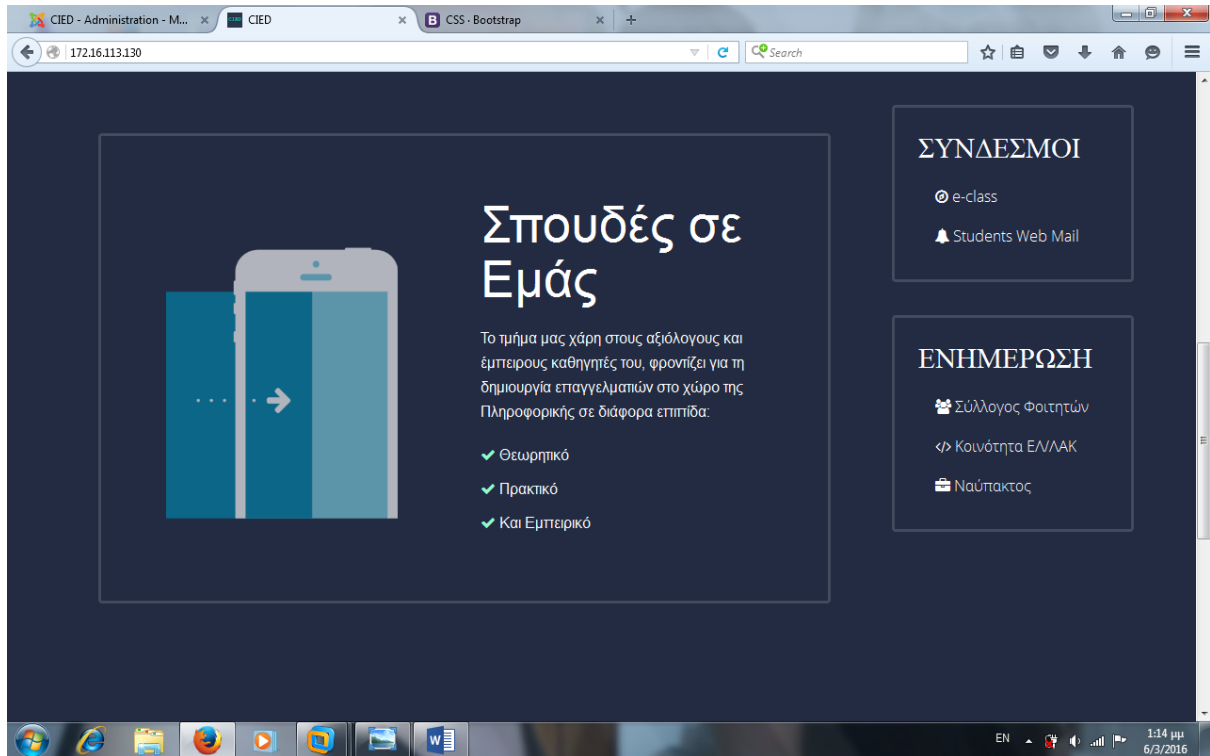 CIED - Administration - M...
CIED
CSS · Bootstrap
172.16.113.130
Search
Σπουδές σε
Εμάς
Το τμήμα μας χάρη στους αξιόλογους και
έμπειρους καθηγητές του, φροντίζει για τη
δημιουργία επαγγελματιών στο χώρο της
Πληροφορικής σε διάφορα επιπίδα:
Θεωρητικό
Πρακτικό
Και Εμπειρικό
ΣΥΝΔΕΣΜΟΙ
e-class
Students Web Mail
ΕΝΗΜΕΡΩΣΗ
Σύλλογος Φοιτητών
Κοινότητα ΕΛ/ΛΑΚ
Ναύπακτος
EN
1:14 μμ
6/3/2016